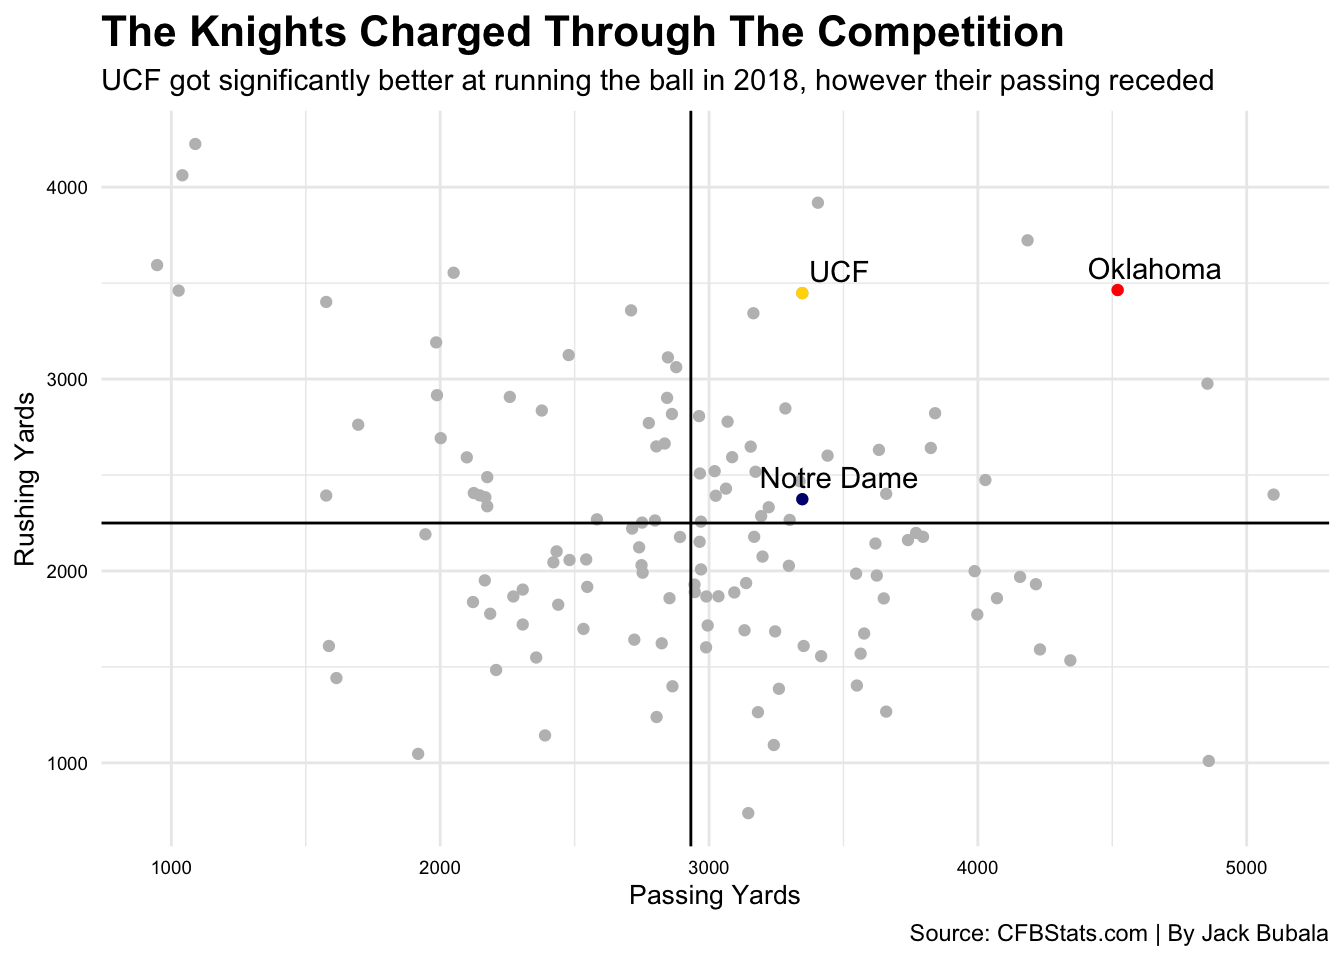 The Knights Charged Through The Competition
UCF got significantly better at running the ball in 2018, however their passing receded
4000
3000
2000
1000
Rushing Yards
UCF
Oklahoma
Notre Dame
1000 2000 3000 4000 5000
Passing Yards
Source: CFBStats.com | By Jack Bubala